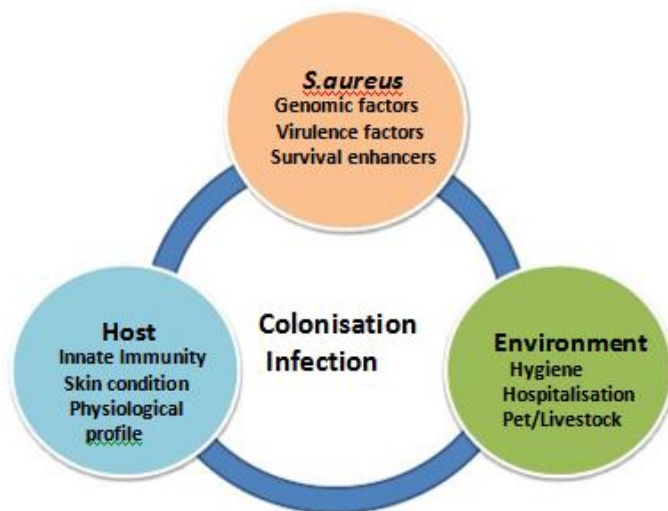 S.aureus
Genomic factors
Virulence factors
Survival enhancers
Colonisation
Infection
Host
Innate Immunity
Skin condition
Physiological
profile
Environment
Hygiene
Hospitalisation
Pet/Livestock